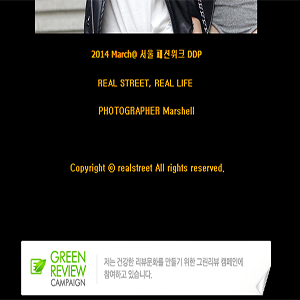 2014 March@ 서울 패션위크 DDP
REAL STREET, REAL LIFE
PHOTOGRAPHER Marshell
Copyright © realstreet All rights reserved.
GREEN
REVIEW
CAMPAIGN
저는 건강한 리뷰문화를 만들기 위한 그린리뷰 캠페인에
참여하고 있습니다.